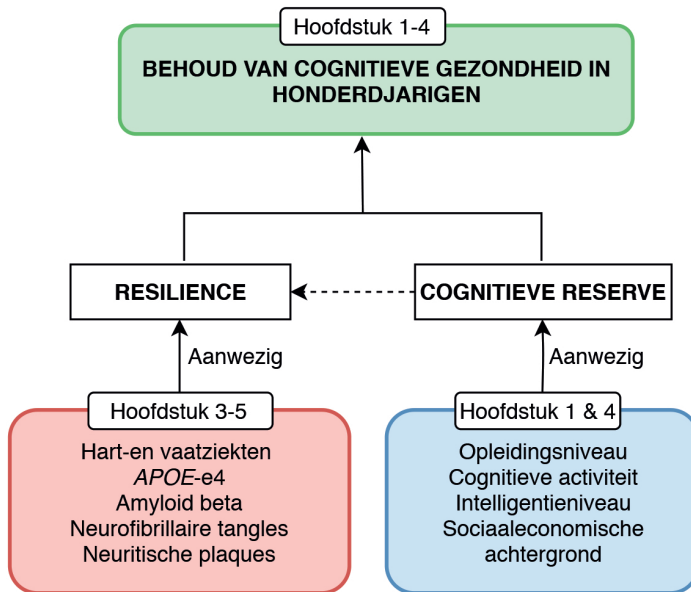 Hoofdstuk 1-4
BEHOUD VAN COGNITIEVE GEZONDHEID IN
HONDERDJARIGEN
RESILIENCE
COGNITIEVE RESERVE
Aanwezig
Aanwezig
Hoofdstuk 3-5
Hart-en vaatziekten
APOE-e4
Amyloid beta
Neurofibrillaire tangles
Neuritische plaques
Hoofdstuk 1 & 4
Opleidingsniveau
Cognitieve activiteit
Intelligentieniveau
Sociaaleconomische
achtergrond